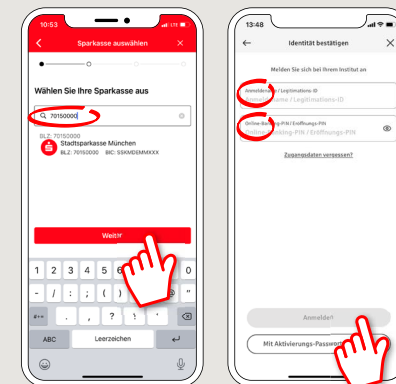 10:53
LTE
Sparkasse auswählen
Wählen Sie Ihre Sparkasse aus
70150000
BLZ: 70150000
Stadtsparkasse München
BLZ: 70150000 BIC: SSKMDEMMXXX
Weiter
1 2 3 4 5 6 0
- / : ; ( ) @ "
#+= . , ? ! '
ABC Leerzeichen
13:48
Identität bestätigen
Melden Sie sich bei Ihrem Institut an
Anmeldename / Legitimations-ID
Anmeldename / Legitimations-ID
Online-Banking-PIN / Eröffnungs-PIN
Online-Banking-PIN / Eröffnungs-PIN
Zugangsdaten vergessen?
Anmelden
Mit Aktivierungs-Passwort